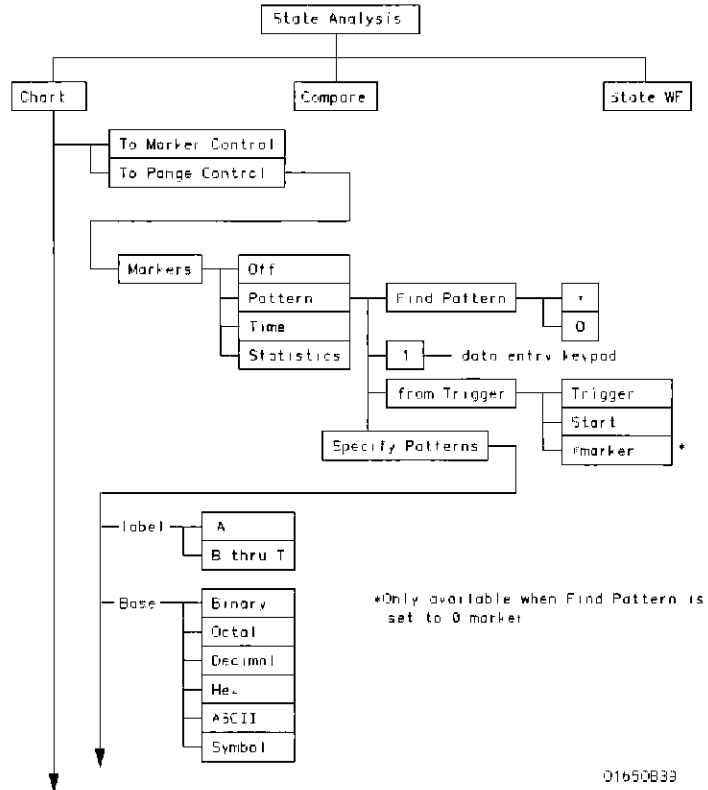 State Analysis
Chart
Compare
State WF
To Marker Control
To Range Control
Markers
Off
Pattern
Time
Statistics
Find Pattern
0
1
data entry keypad
from Trigger
Trigger
Start
*
Specify Patterns
label
A
B thru T
Base
Binary
Octal
Decimal
Hex
ASCII
Symbol
*Only available when Find Pattern is
set to 0 marker
01650B39